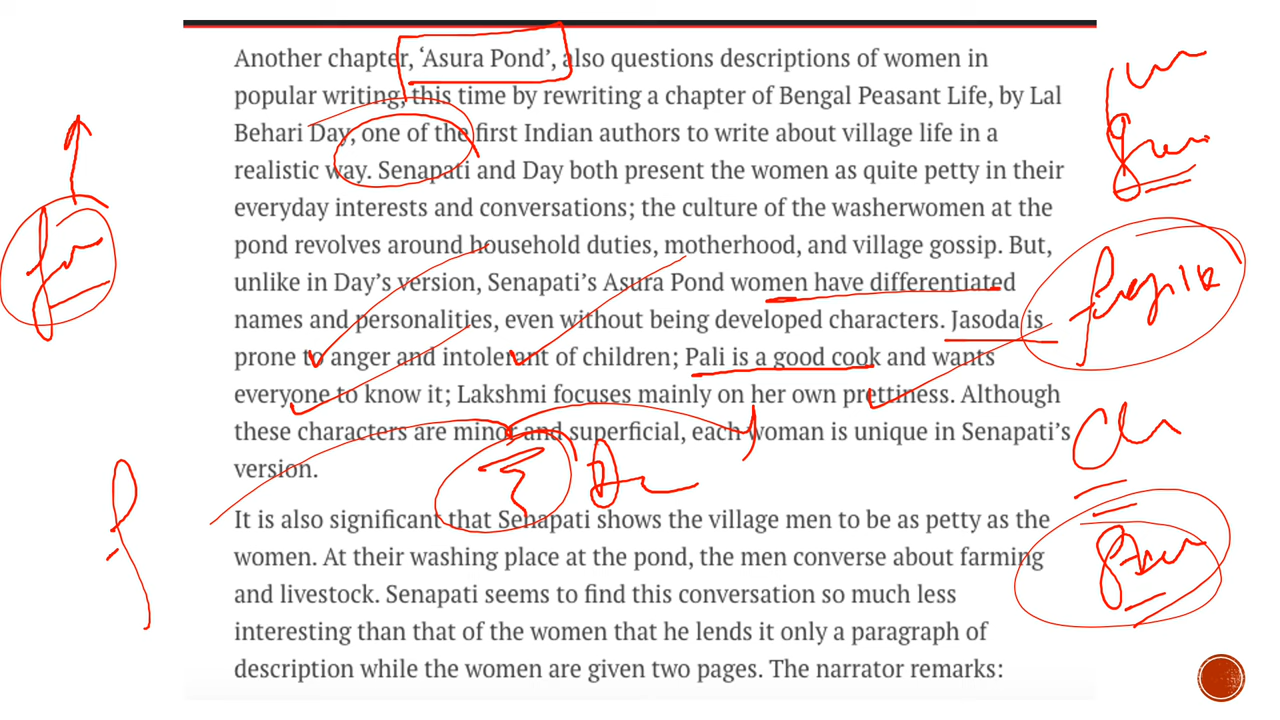 Another chapter, ‘Asura Pond’, also questions descriptions of women in
popular writing, this time by rewriting a chapter of Bengal Peasant Life, by Lal
Behari Day, one of the first Indian authors to write about village life in a
realistic way. Senapati and Day both present the women as quite petty in their
everyday interests and conversations; the culture of the washerwomen at the
pond revolves around household duties, motherhood, and village gossip. But,
unlike in Day’s version, Senapati’s Asura Pond women have differentiated
names and personalities, even without being developed characters. Jasoda is
prone to anger and intolerant of children; Pali is a good cook and wants
everyone to know it; Lakshmi focuses mainly on her own prettiness. Although
these characters are minor and superficial, each woman is unique in Senapati’s
version.
It is also significant that Senapati shows the village men to be as petty as the
women. At their washing place at the pond, the men converse about farming
and livestock. Senapati seems to find this conversation so much less
interesting than that of the women that he lends it only a paragraph of
description while the women are given two pages. The narrator remarks: